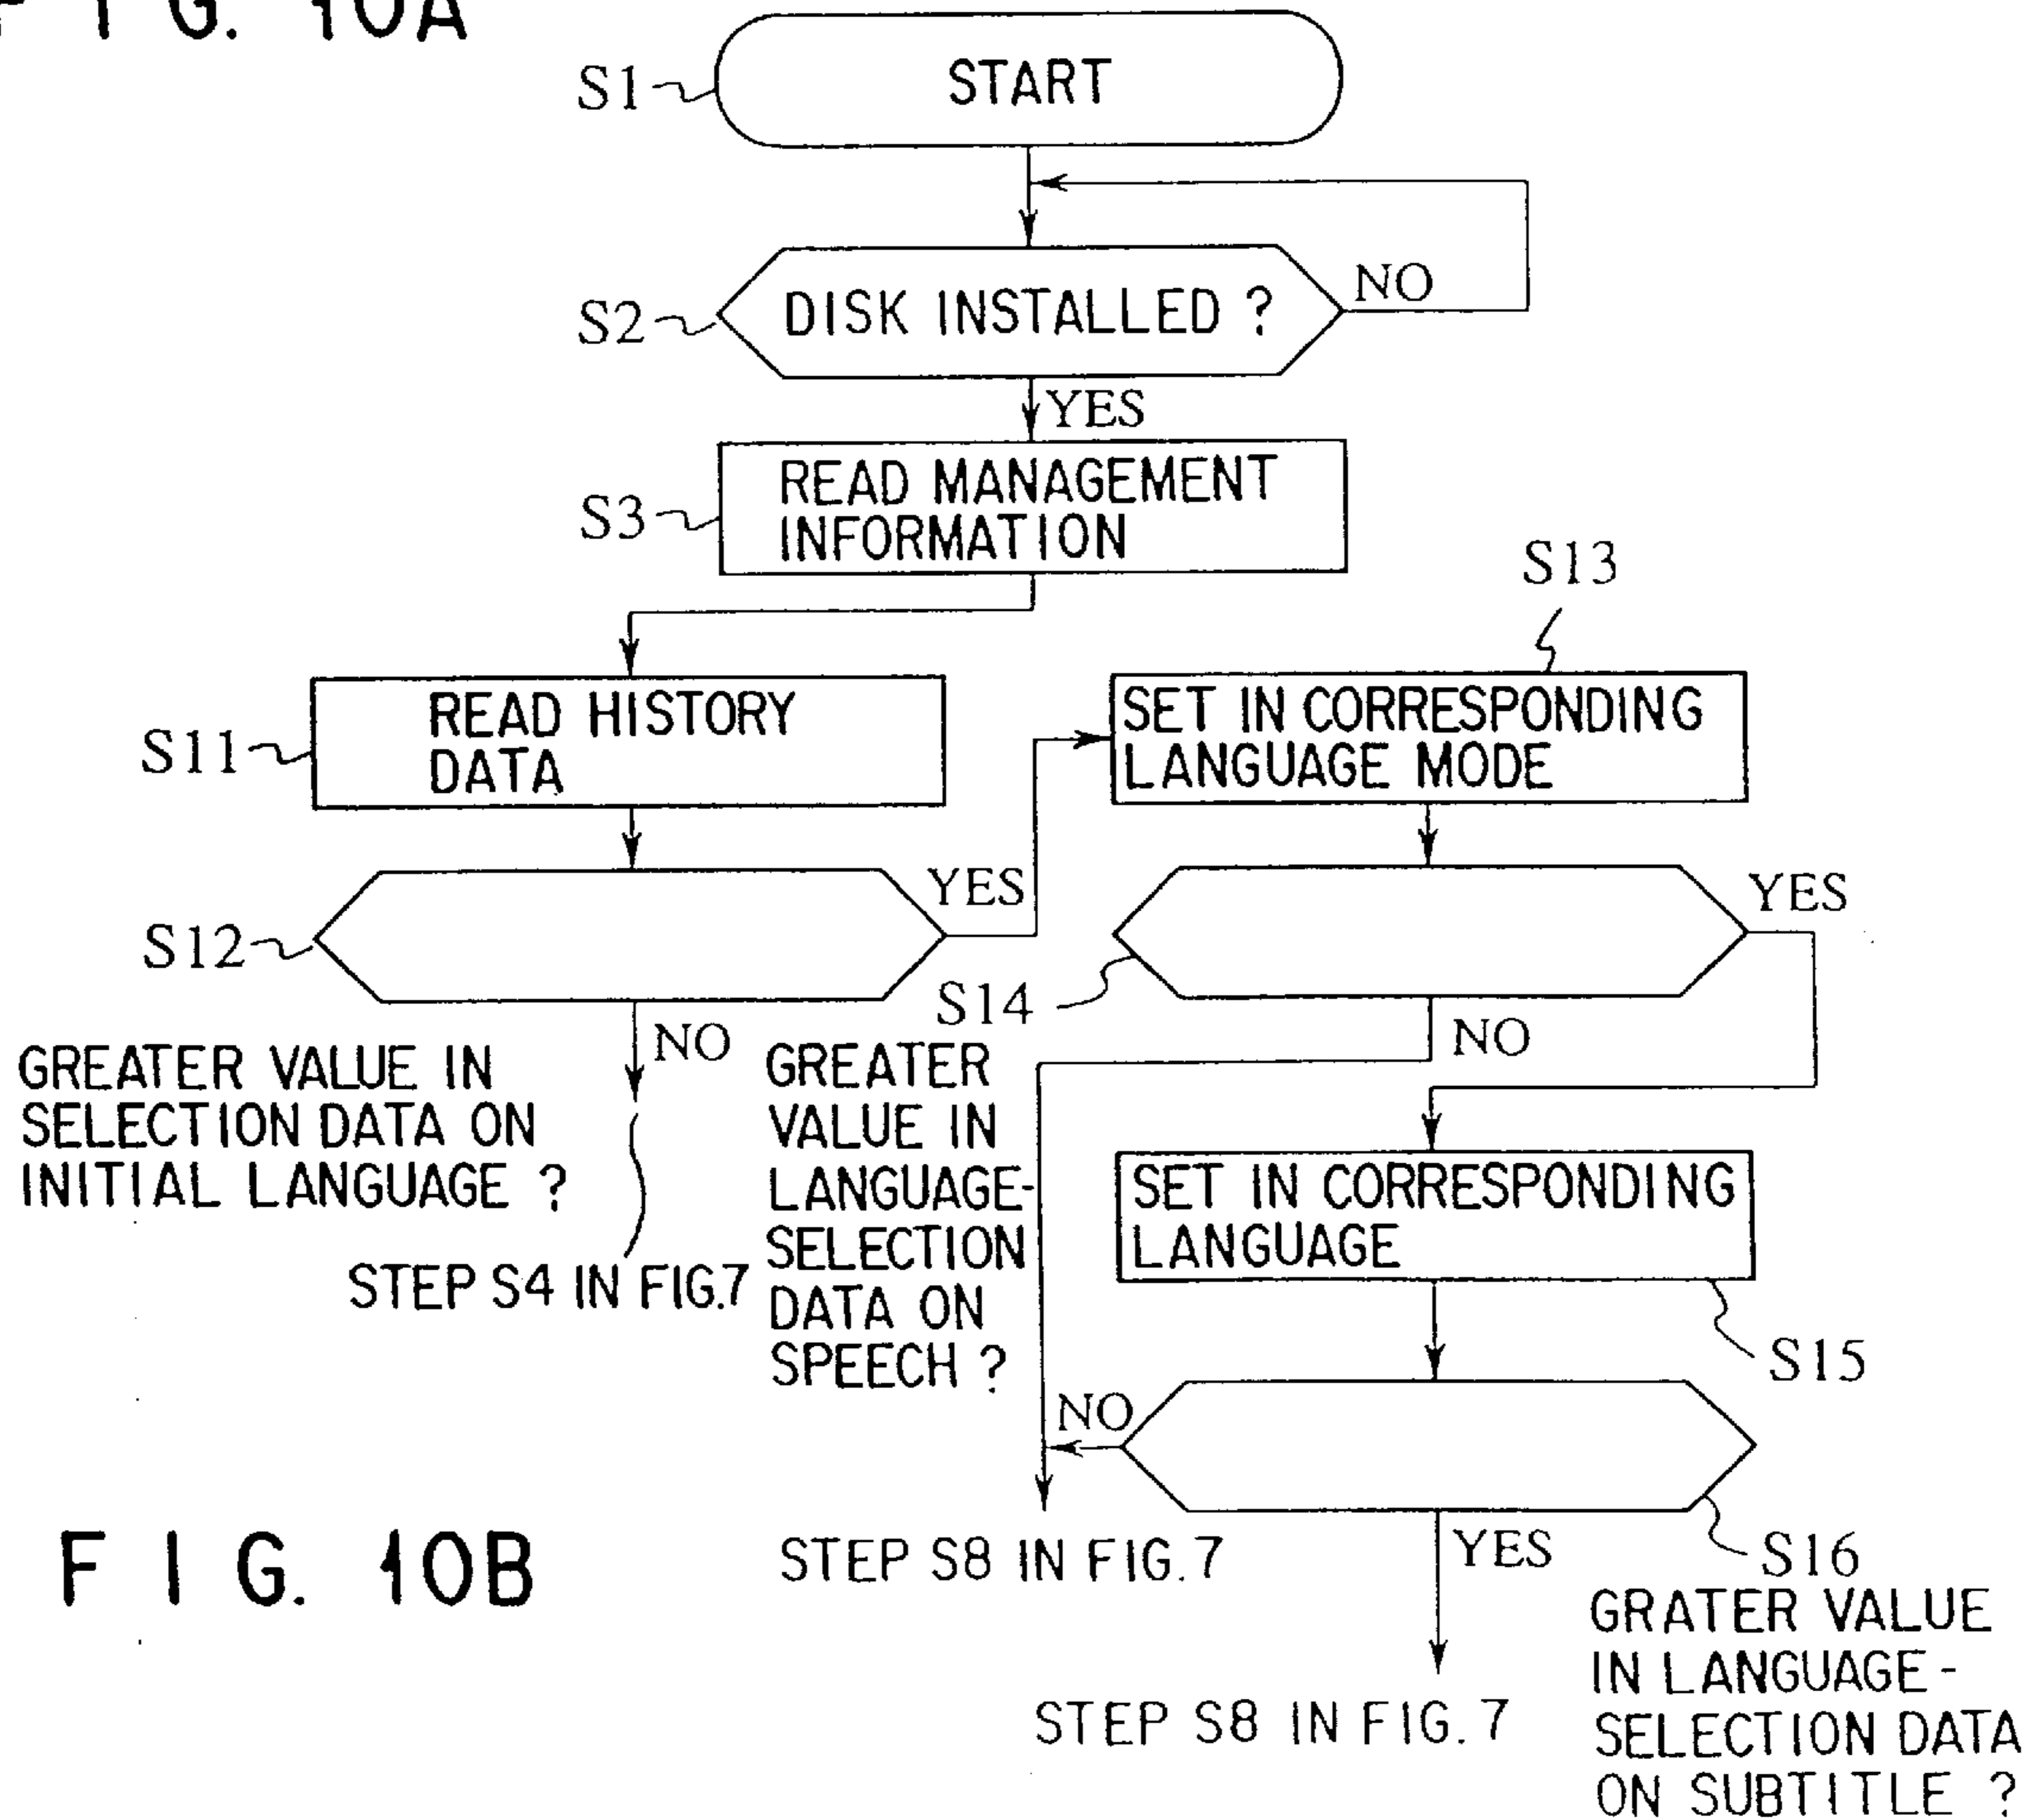 F I G. 10A
START
S1
DISK INSTALLED ?
NO
S2
YES
READ MANAGEMENT
INFORMATION
S3
S13
READ HISTORY
DATA
S11
SET IN CORRESPONDING
LANGUAGE MODE
YES
S12
YES
S14
NO
GREATER VALUE IN
SELECTION DATA ON
INITIAL LANGUAGE ?
STEP S4 IN FIG.7
NO
GREATER
VALUE IN
LANGUAGE-
SELECTION
DATA ON
SPEECH ?
SET IN CORRESPONDING
LANGUAGE
S15
NO
STEP S8 IN FIG. 7
YES
S16
GRATER VALUE
IN LANGUAGE-
SELECTION DATA
ON SUBTITLE ?
STEP S8 IN FIG. 7
F I G. 10B